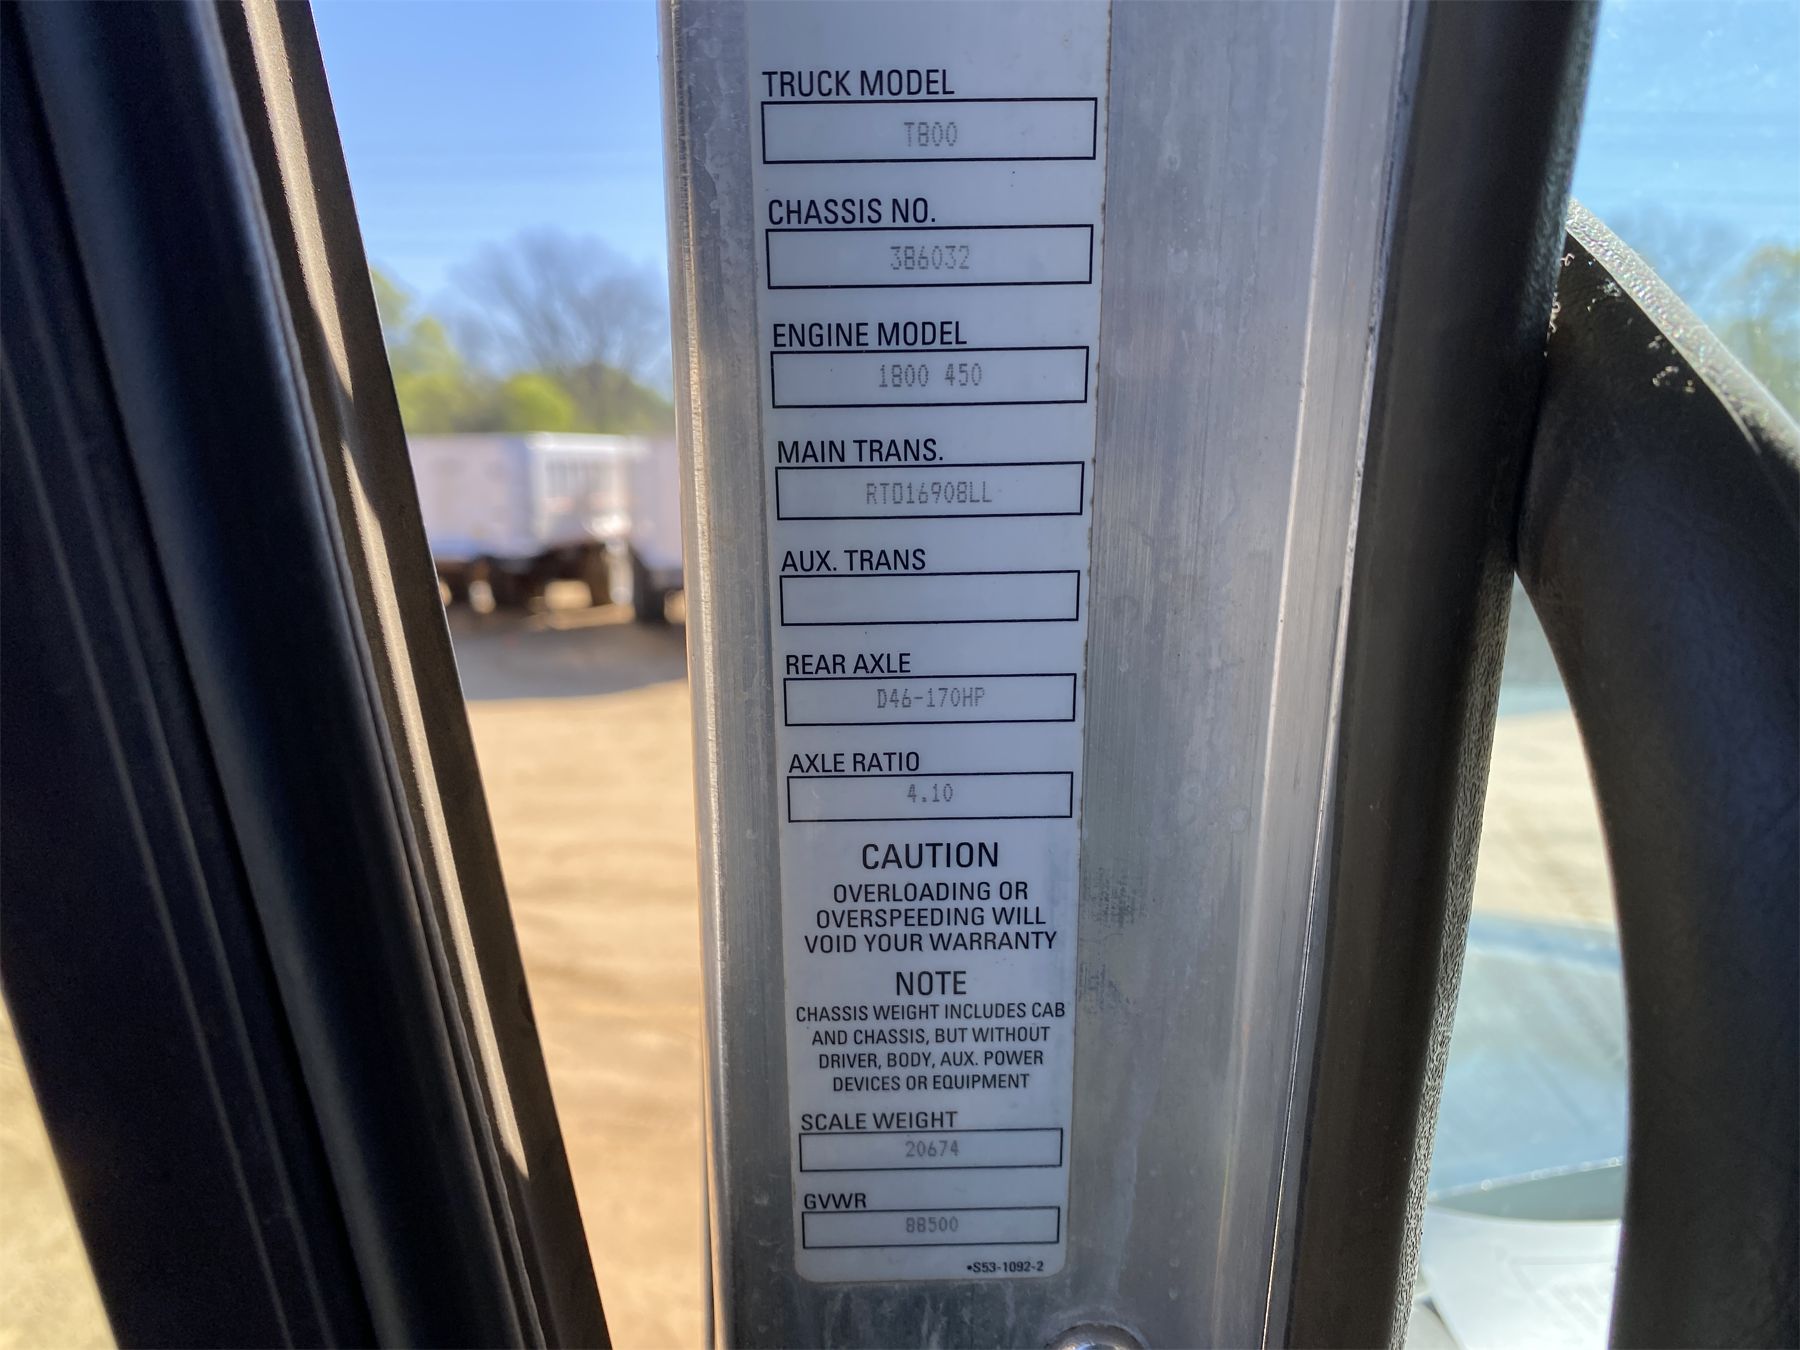 TRUCK MODEL
T800
CHASSIS NO.
386032
ENGINE MODEL
1800 450
MAIN TRANS.
RTO16908LL
AUX. TRANS
REAR AXLE
D46-170HP
AXLE RATIO
4.10
CAUTION
OVERLOADING OR
OVERSPEEDING WILL
VOID YOUR WARRANTY
NOTE
CHASSIS WEIGHT INCLUDES CAB
AND CHASSIS, BUT WITHOUT
DRIVER, BODY, AUX. POWER
DEVICES OR EQUIPMENT
SCALE WEIGHT
20674
GVWR
88500
•S53-1092-2